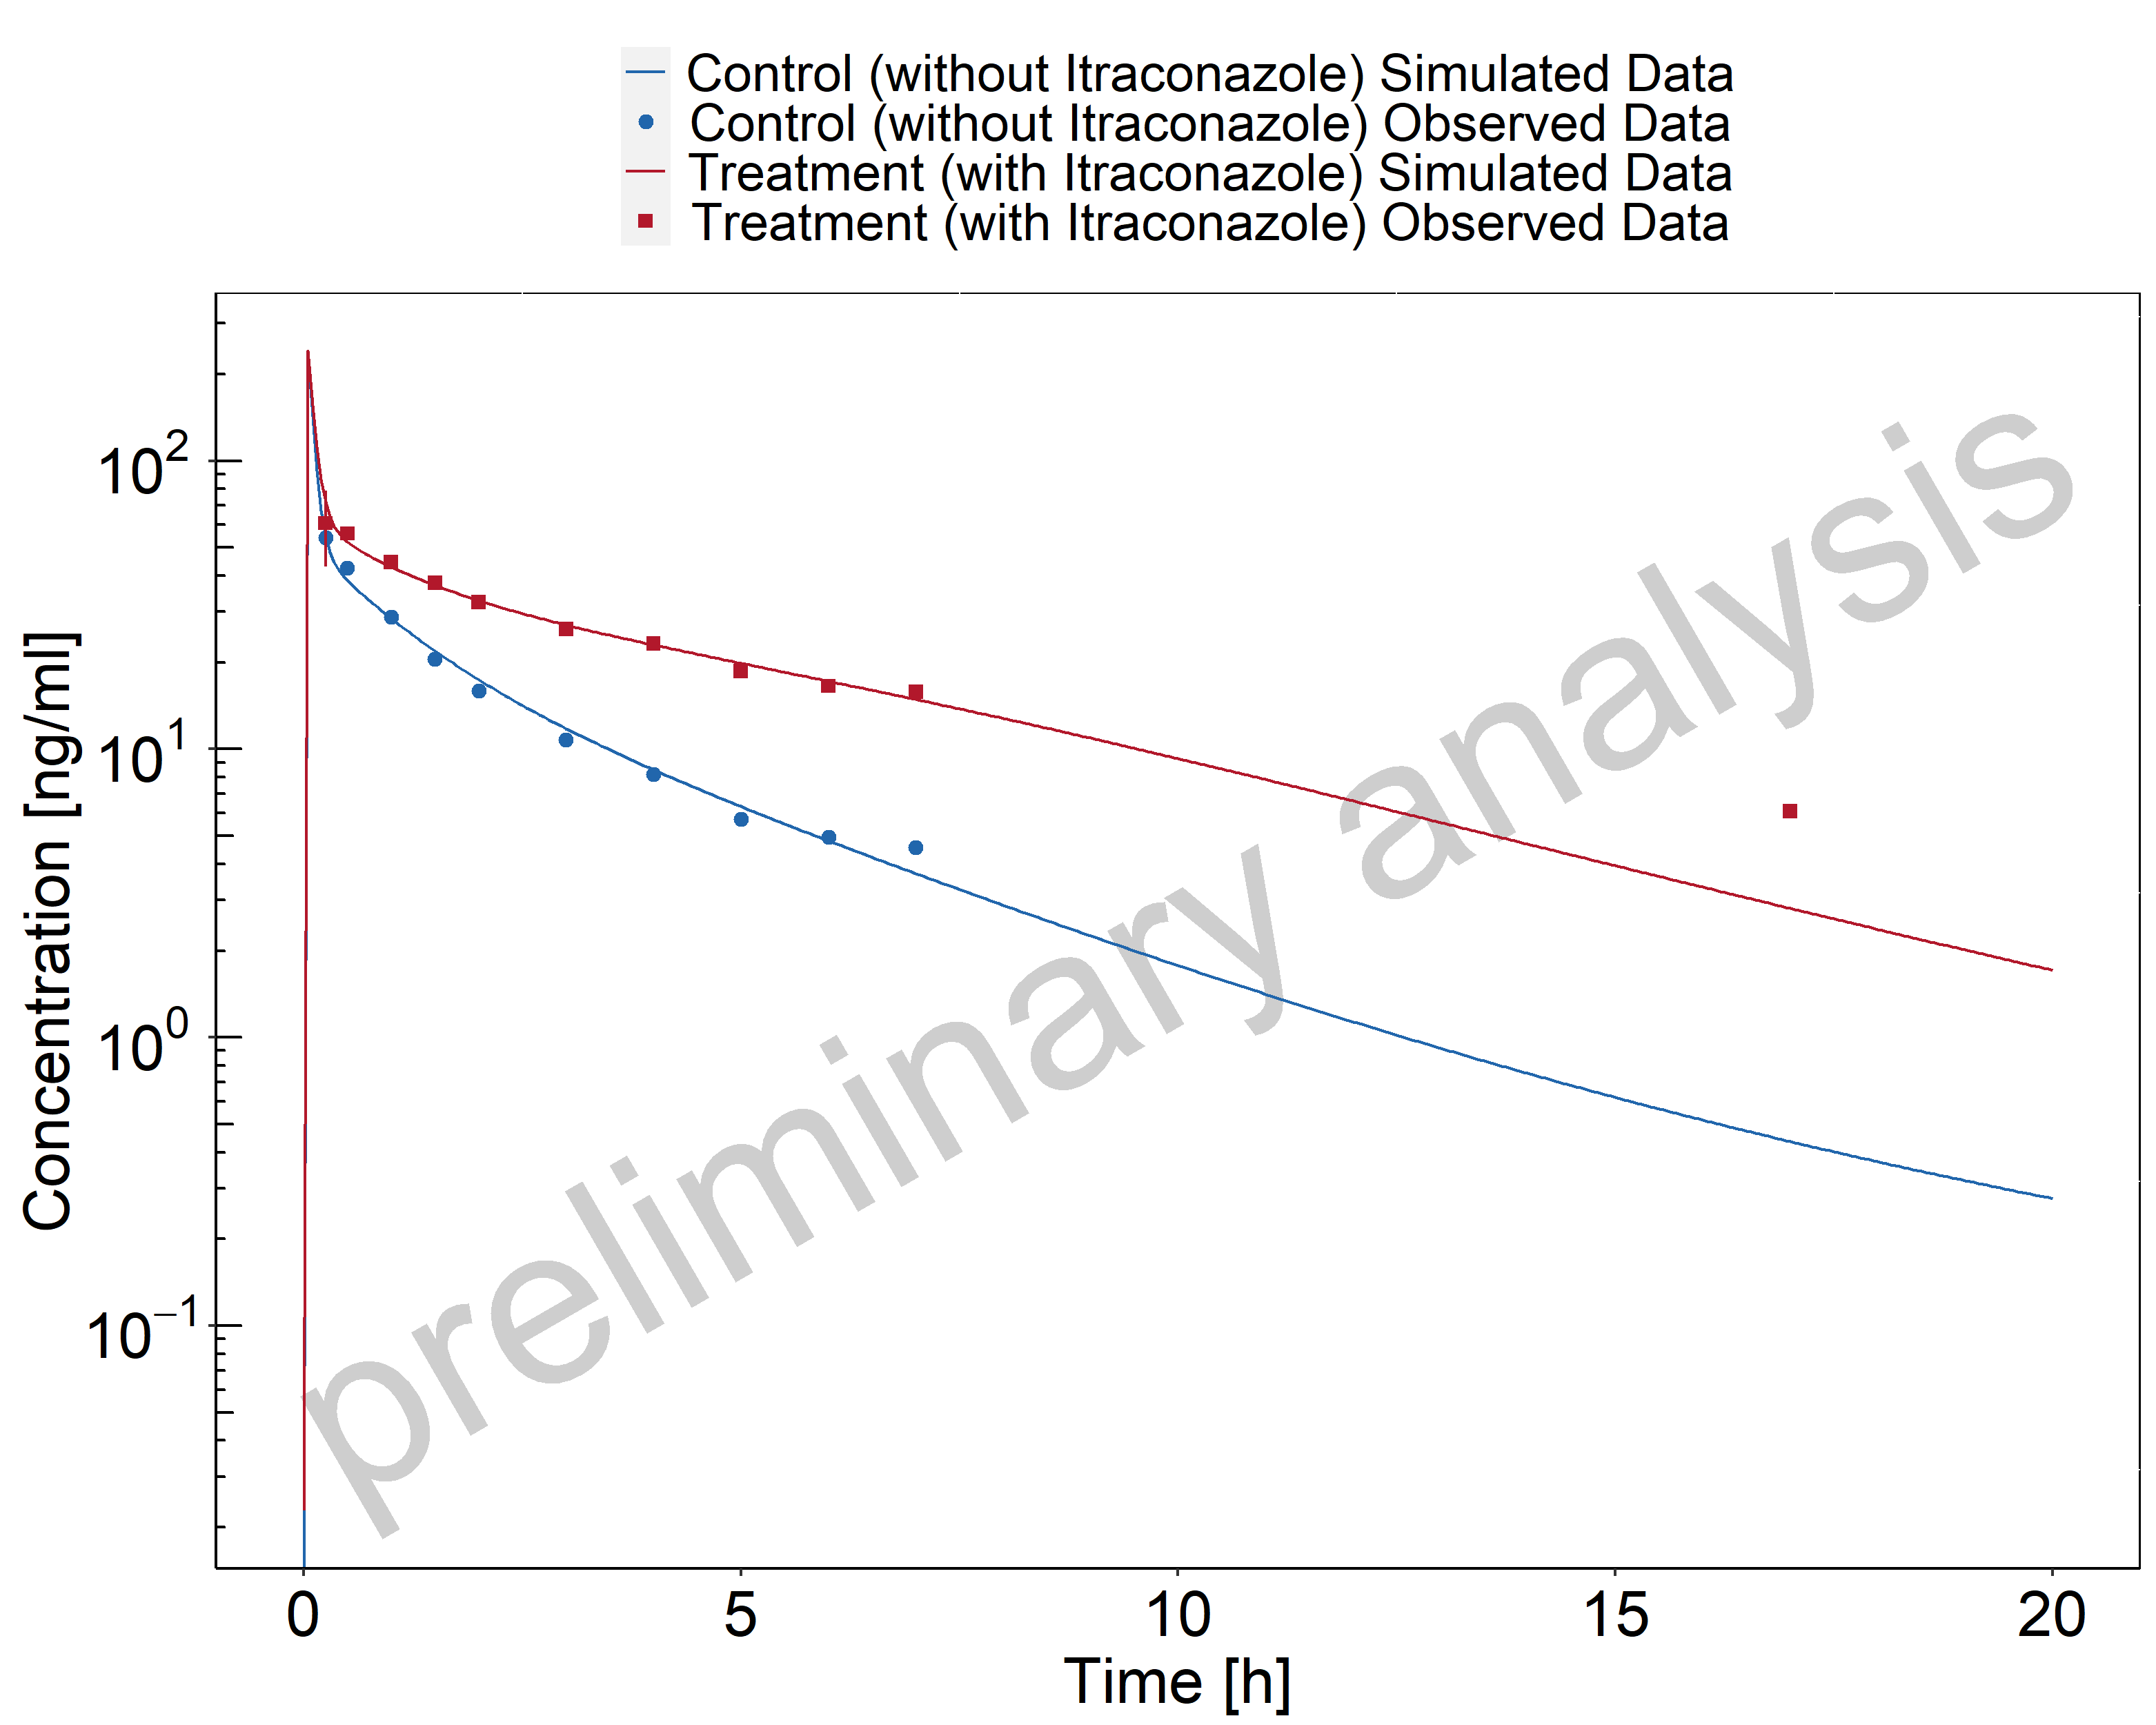 Control (without Itraconazole) Simulated Data
Control (without Itraconazole) Observed Data
Treatment (with Itraconazole) Simulated Data
Treatment (with Itraconazole) Observed Data
10²
10¹
10⁰
10⁻¹
Concentration [ng/ml]
preliminary analysis
0 5 10 15 20
Time [h]